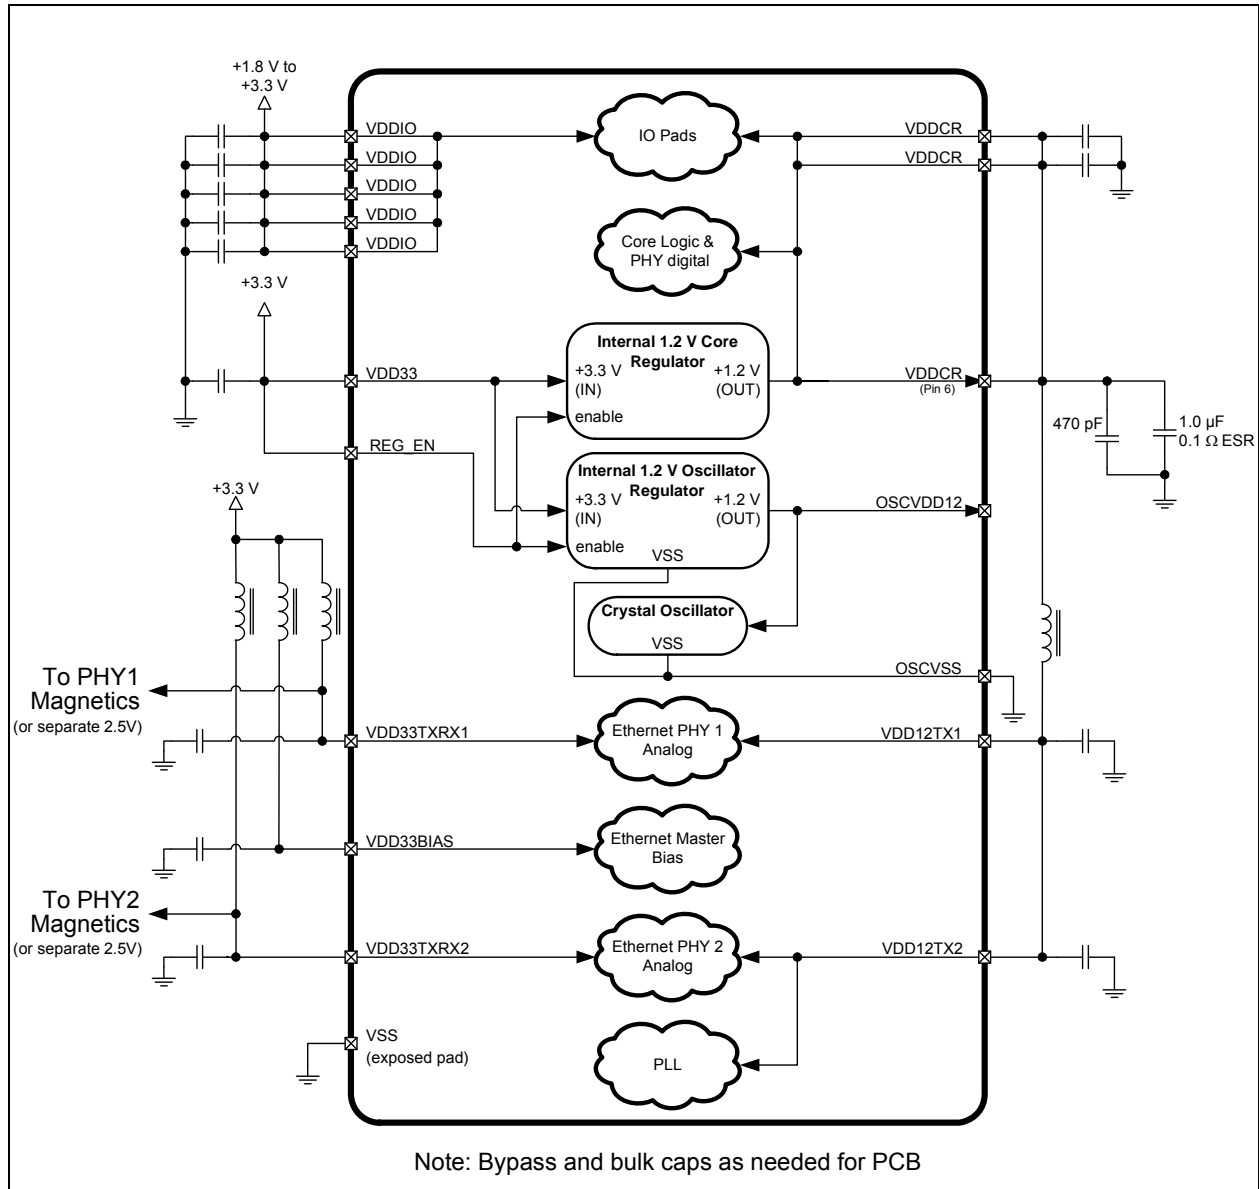 +1.8 V to
+3.3 V
VDDIO
VDDIO
VDDIO
VDDIO
VDDIO
IO Pads
VDDCR
VDDCR
Core Logic &
PHY digital
+3.3 V
VDD33
Internal 1.2 V Core
Regulator
+3.3 V
(IN)
+1.2 V
(OUT)
enable
VDDCR
(Pin 6)
470 pF
1.0 µF
0.1 Ω ESR
REG_EN
Internal 1.2 V Oscillator
Regulator
+3.3 V
(IN)
+1.2 V
(OUT)
enable
VSS
OSCVDD12
+3.3 V
Crystal Oscillator
VSS
OSCVSS
To PHY1
Magnetics
(or separate 2.5V)
VDD33TXRX1
Ethernet PHY 1
Analog
VDD12TX1
VDD33BIAS
Ethernet Master
Bias
To PHY2
Magnetics
(or separate 2.5V)
VDD33TXRX2
Ethernet PHY 2
Analog
VDD12TX2
VSS
(exposed pad)
PLL
Note: Bypass and bulk caps as needed for PCB